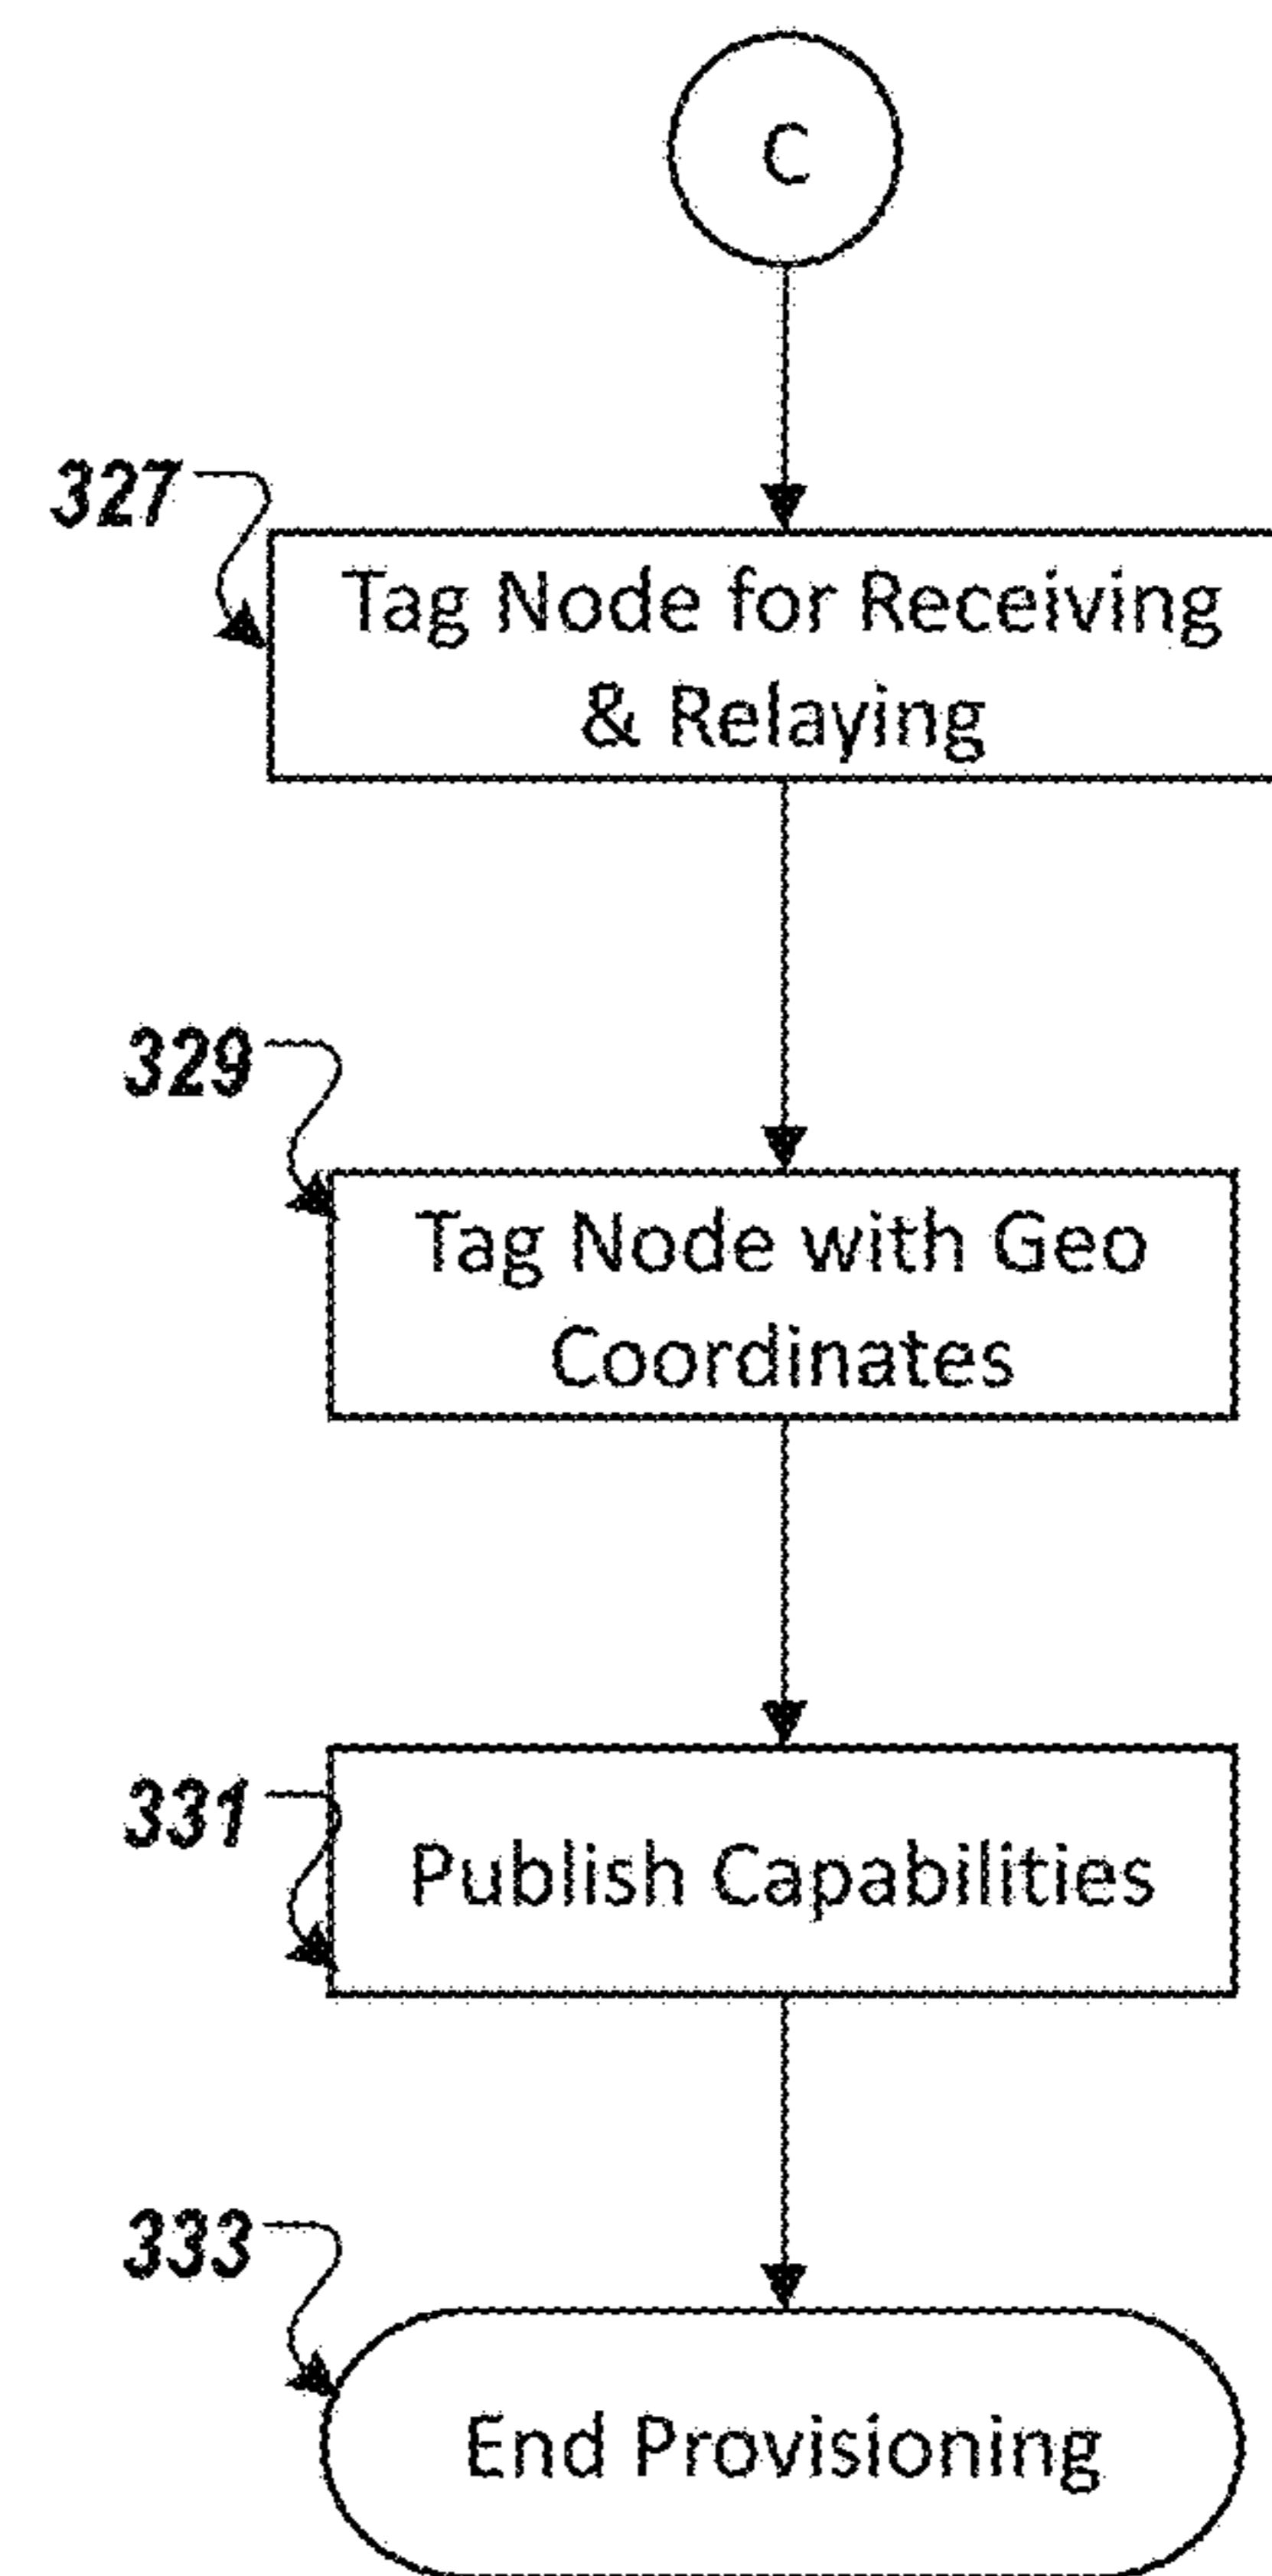 C
327
Tag Node for Receiving
& Relaying
329
Tag Node with Geo
Coordinates
331
Publish Capabilities
333
End Provisioning